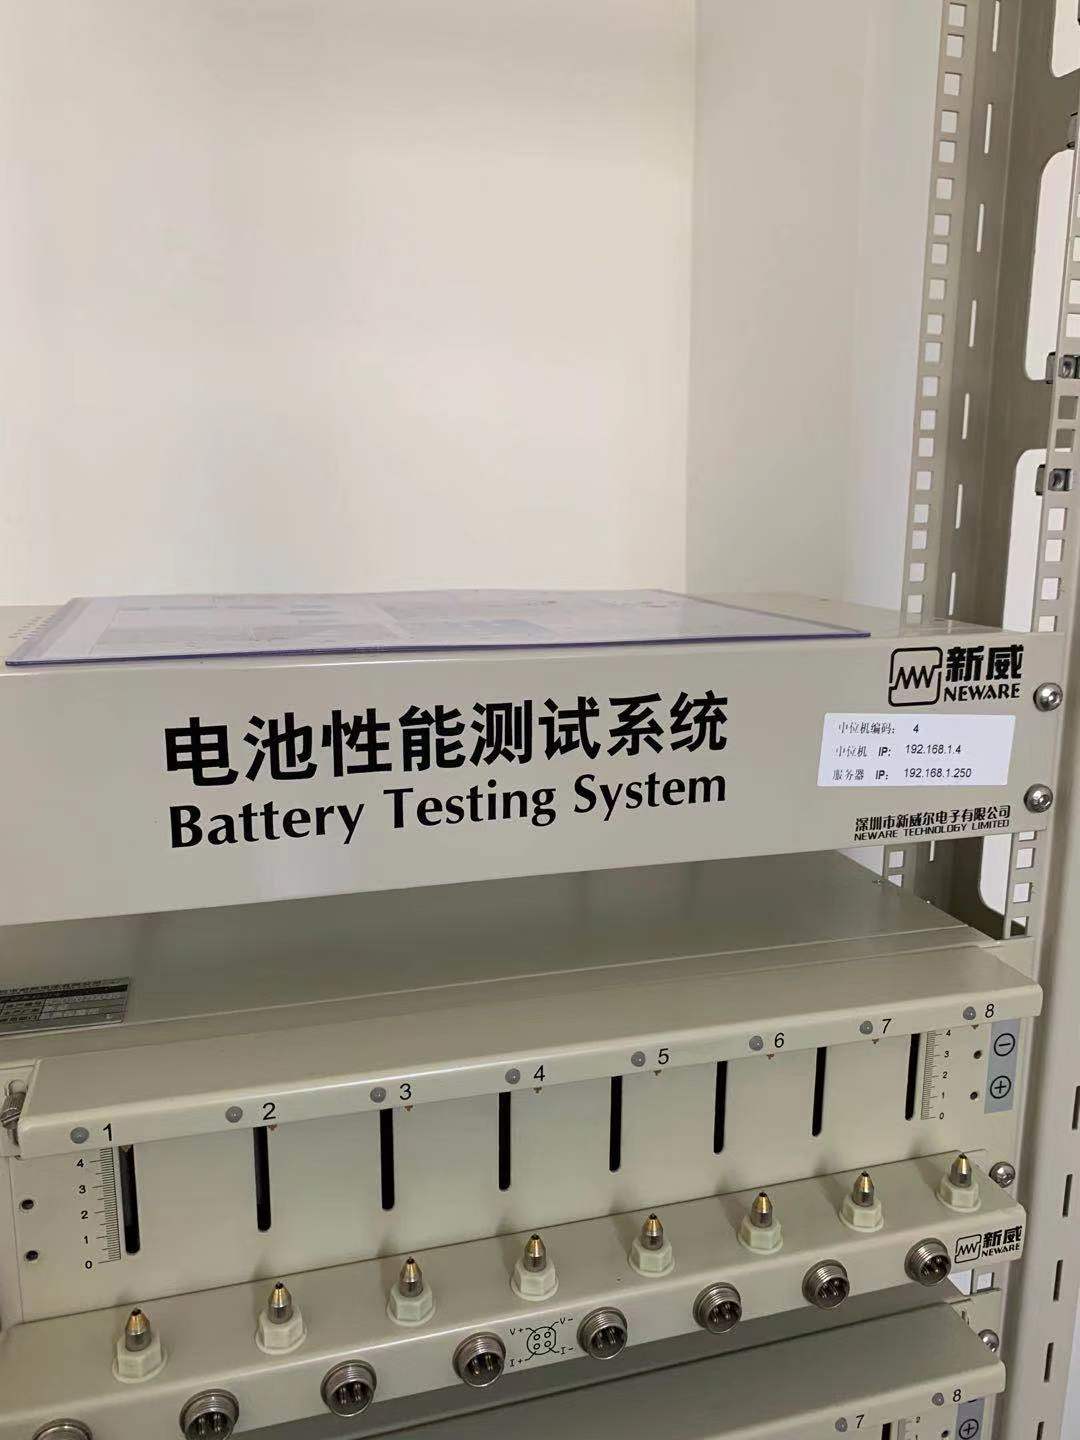 新威
NEWARE
电池性能测试系统
Battery Testing System
中位机编码: 4
中位机 IP: 192.168.1.4
服务器 IP: 192.168.1.250
深圳市新威尔电子有限公司
NEWARE TECHNOLOGY LIMITED
1 2 3 4 5 6 7 8
4
3
2
1
0
4
3
2
1
0
新威
NEWARE
V+ V-
I+ I-
7 8
2
1